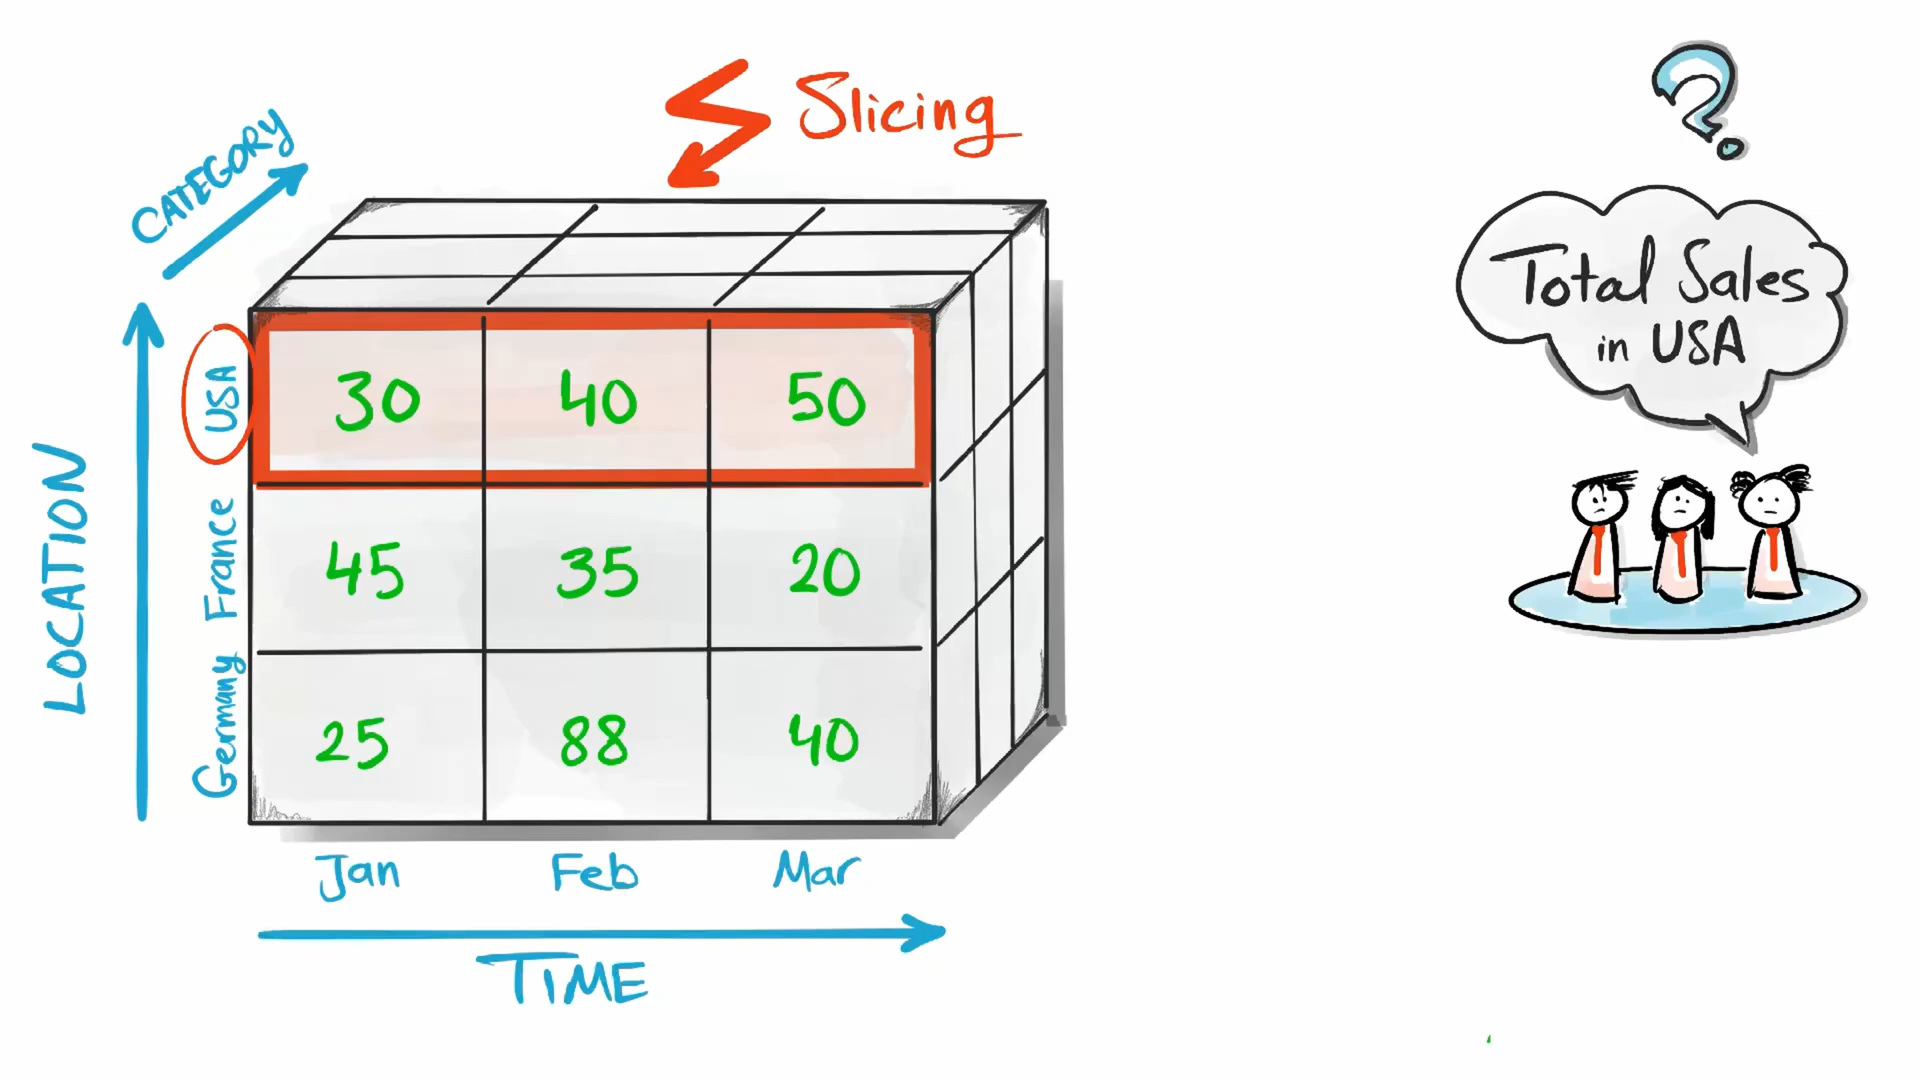 Slicing
CATEGORY
LOCATION
USA
30 40 50
France
45 35 20
Germany
25 88 40
Jan Feb Mar
TIME
?
Total Sales
in USA